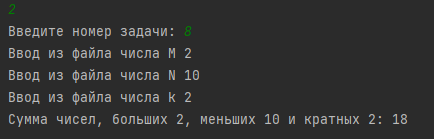 2
Введите номер задачи: 8
Ввод из файла числа M 2
Ввод из файла числа N 10
Ввод из файла числа k 2
Сумма чисел, больших 2, меньших 10 и кратных 2: 18